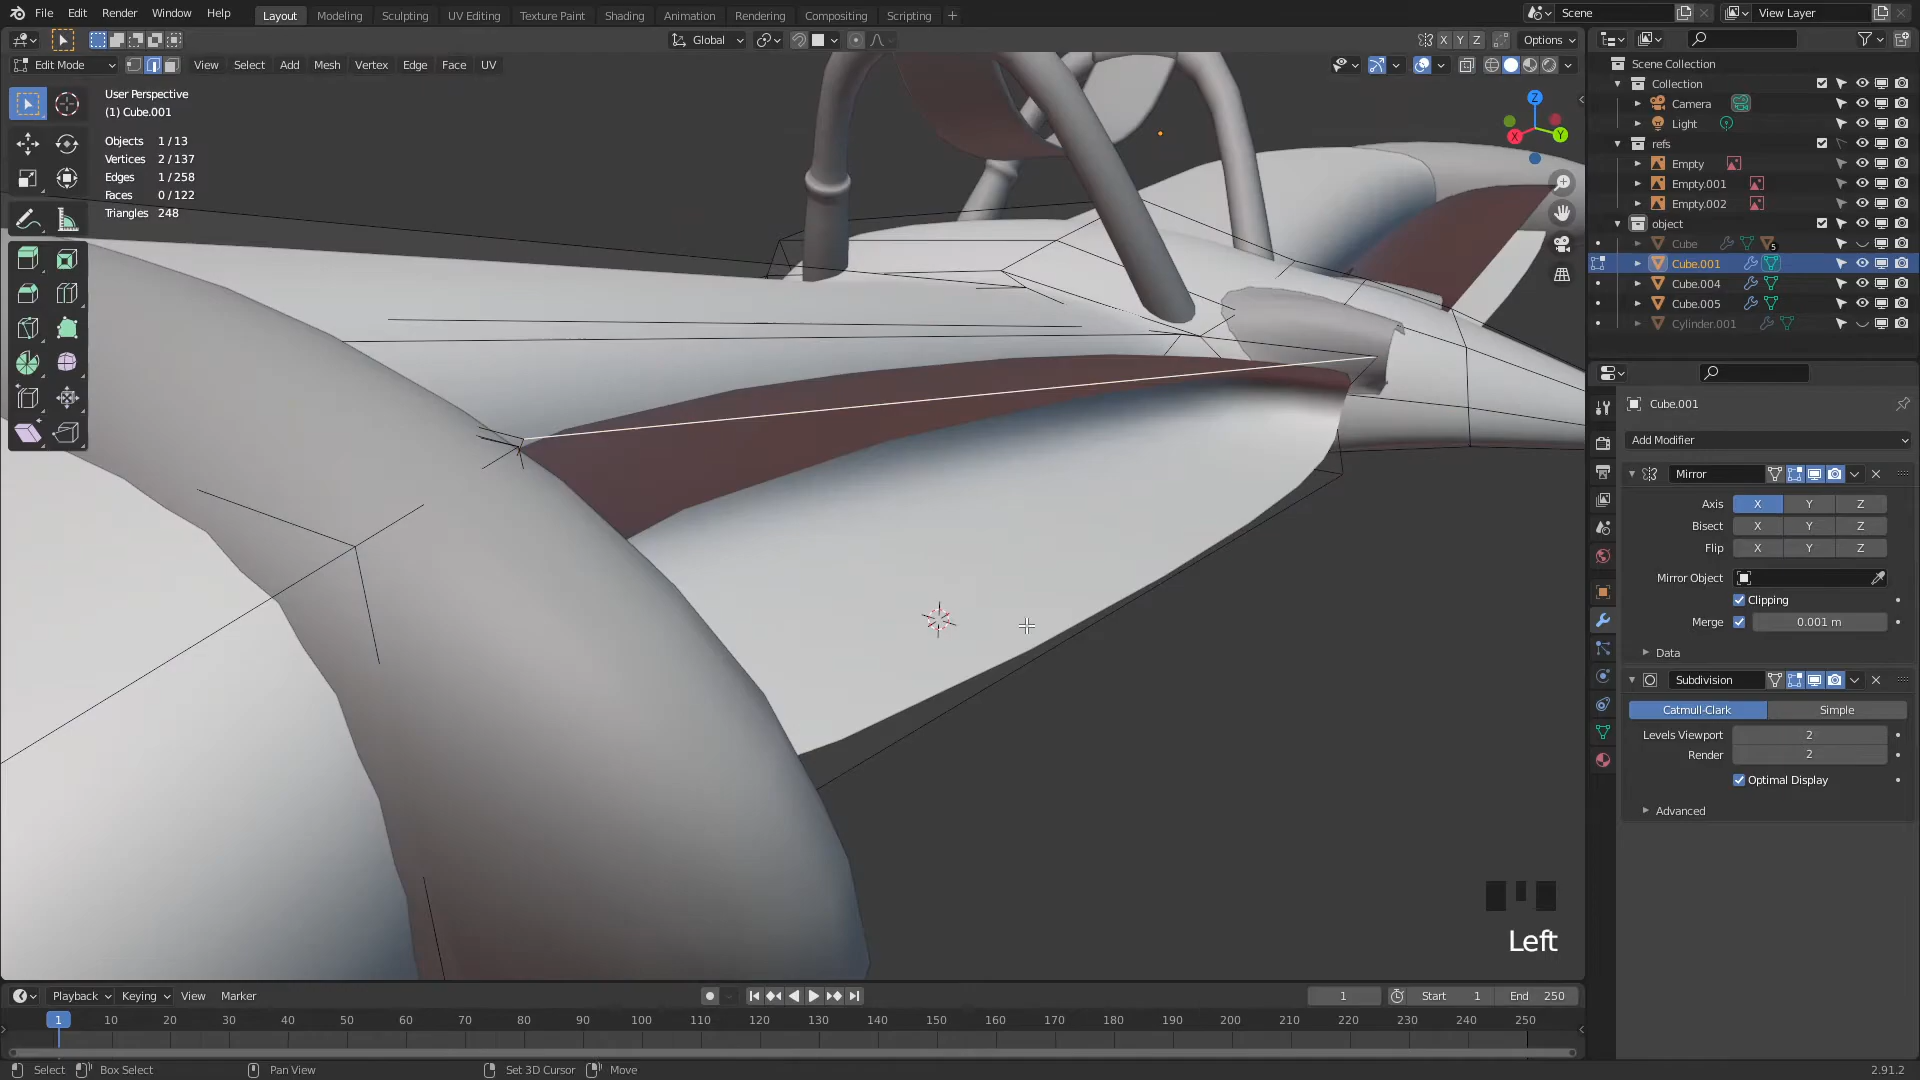 File Edit Render Window Help Layout Modeling Sculpting UV Editing Texture Paint Shading Animation Rendering Compositing Scripting + Scene View Layer
Global X Y Z Options
Edit Mode View Select Add Mesh Vertex Edge Face UV
User Perspective
(1) Cube.001
Objects 1 / 13
Vertices 2 / 137
Edges 1 / 258
Faces 0 / 122
Triangles 248
Z
X Y
Left
Scene Collection
Collection
Camera
Light
refs
Empty
Empty.001
Empty.002
object
Cube 5
Cube.001
Cube.004
Cube.005
Cylinder.001
Cube.001
Add Modifier
Mirror
Axis X Y Z
Bisect X Y Z
Flip X Y Z
Mirror Object
Clipping
Merge 0.001 m
Data
Subdivision
Catmull-Clark Simple
Levels Viewport 2
Render 2
Optimal Display
Advanced
Playback Keying View Marker 1 Start 1 End 250
1 10 20 30 40 50 60 70 80 90 100 110 120 130 140 150 160 170 180 190 200 210 220 230 240 250
Select Box Select Pan View Set 3D Cursor Move 2.91.2